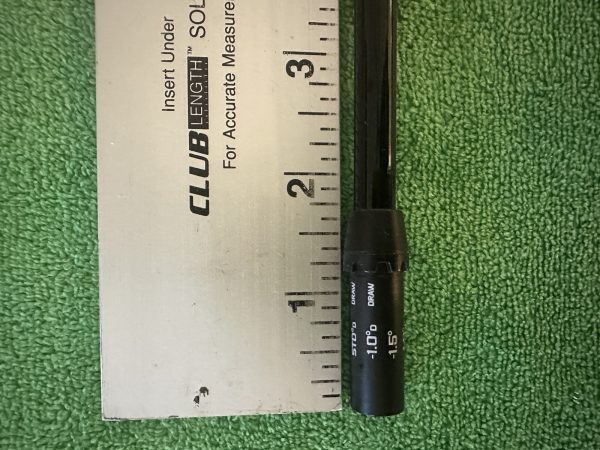 Insert Under
CLUB LENGTH™ SOL
For Accurate Measure
3
2
1
DRAW DRAW
STD°D -1.0°D -1.5°